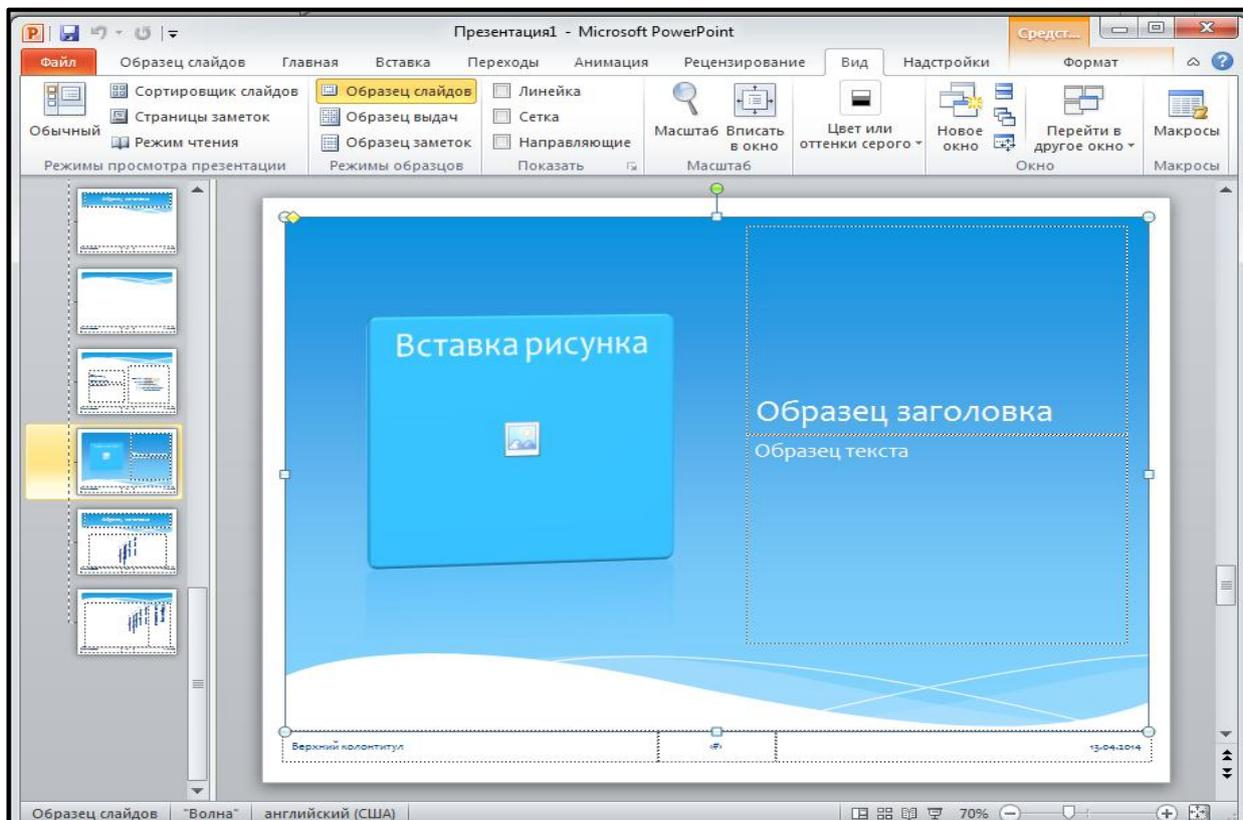 Презентация1 - Microsoft PowerPoint
Средст...
Файл Образец слайдов Главная Вставка Переходы Анимация Рецензирование Вид Надстройки Формат
Обычный
Сортировщик слайдов
Страницы заметок
Режим чтения
Режимы просмотра презентации
Образец слайдов
Образец выдач
Образец заметок
Режимы образцов
Линейка
Сетка
Направляющие
Показать
Масштаб
Вписать
в окно
Масштаб
Цвет или
оттенки серого
Новое
окно
Перейти в
другое окно
Окно
Макросы
Макросы
Вставка рисунка
Образец заголовка
Образец текста
Верхний колонтитул ‹#› 13.04.2014
Образец слайдов "Волна" английский (США) 70%